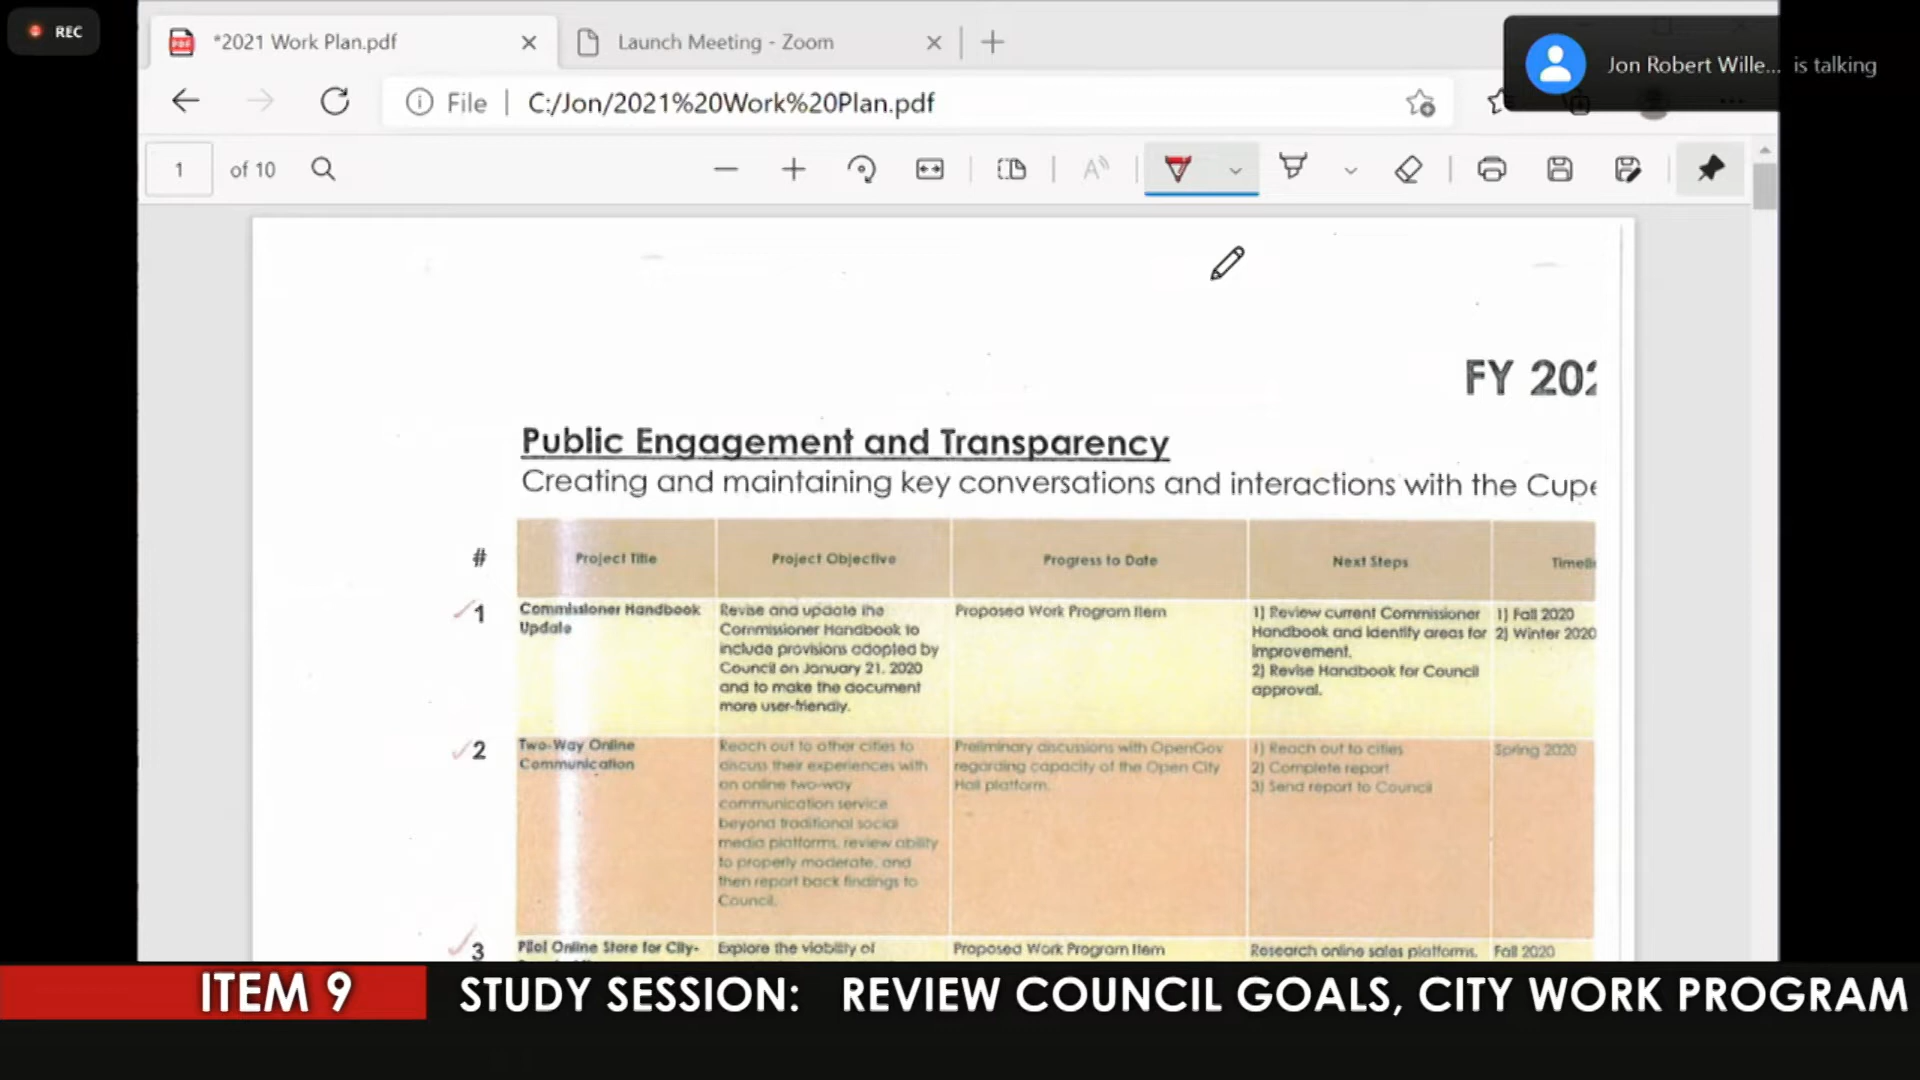 REC
*2021 Work Plan.pdf
Launch Meeting - Zoom
Jon Robert Wille... is talking
File
C:/Jon/2021%20Work%20Plan.pdf
1 of 10
FY 202
Public Engagement and Transparency
Creating and maintaining key conversations and interactions with the Cupe
# Project Title Project Objective Progress to Date Next Steps Timeli
1
Commissioner Handbook
Update
Revise and update the
Commissioner Handbook to
include provisions adopted by
Council on January 21, 2020
and to make the document
more user-friendly.
Proposed Work Program Item
1) Review current Commissioner
Handbook and identify areas for
improvement.
2) Revise Handbook for Council
approval.
1) Fall 2020
2) Winter 2020
2
Two-Way Online
Communication
Reach out to other cities to
discuss their experiences with
an online two-way
communication service
beyond traditional social
media platforms, review ability
to properly moderate, and
then report back findings to
Council.
Preliminary discussions with OpenGov
regarding capacity of the Open City
Hall platform.
1) Reach out to cities
2) Complete report
3) Send report to Council
Spring 2020
3
Pilot Online Store for City-
Explore the viability of
Proposed Work Program Item
Research online sales platforms.
Fall 2020
ITEM 9
STUDY SESSION: REVIEW COUNCIL GOALS, CITY WORK PROGRAM